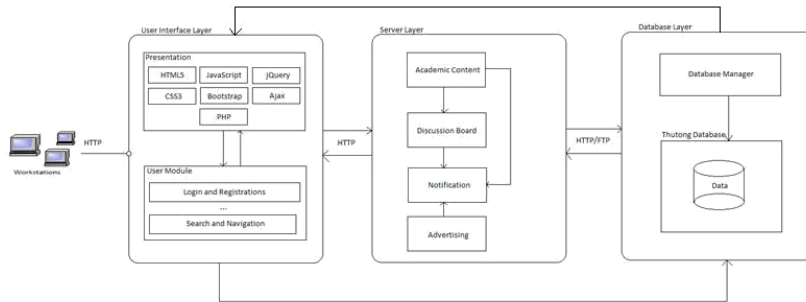 User Interface Layer
Server Layer
Database Layer
Presentation
HTML5
JavaScript
jQuery
CSS3
Bootstrap
Ajax
PHP
Academic Content
Database Manager
Discussion Board
HTTP
HTTP
HTTP/FTP
Thutong Database
Workstations
User Module
Login and Registrations
...
Search and Navigation
Notification
Data
Advertising